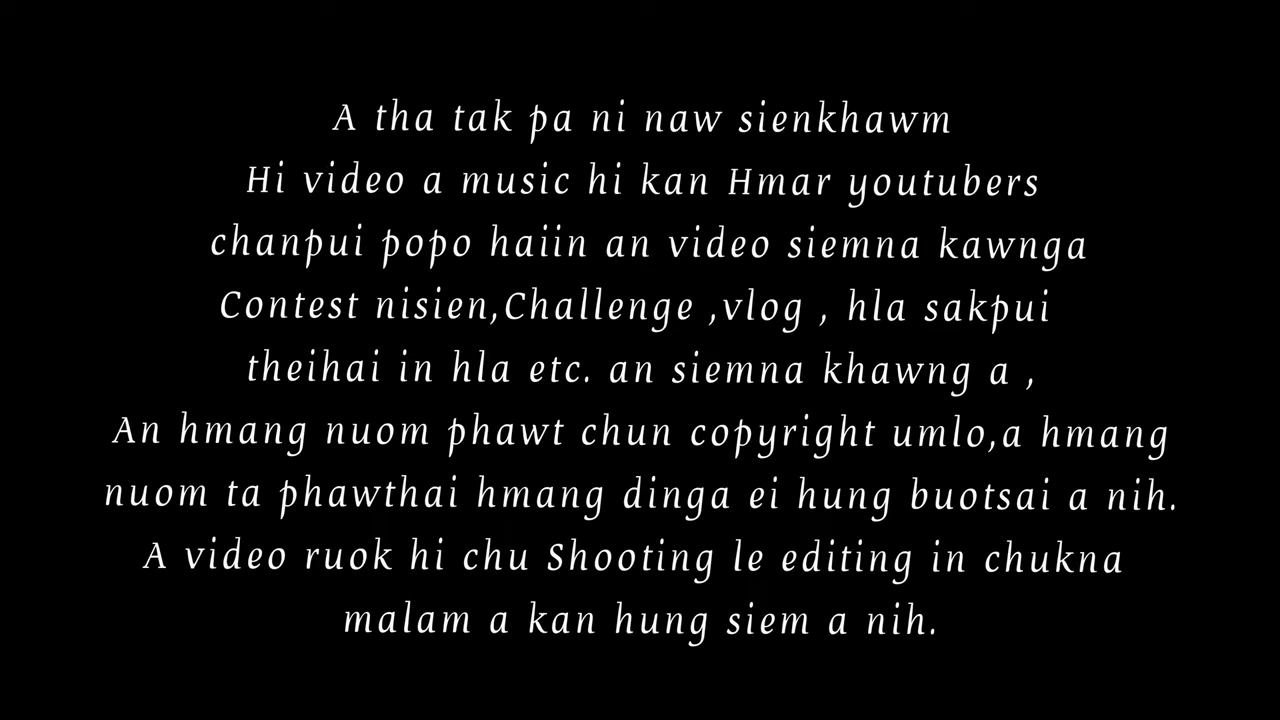 A tha tak pa ni naw sienkhawm
Hi video a music hi kan Hmar youtubers
chanpui popo haiin an video siemna kawnga
Contest nisien,Challenge ,vlog , hla sakpui
theihai in hla etc. an siemna khawng a ,
An hmang nuom phawt chun copyright umlo,a hmang
nuom ta phawthai hmang dinga ei hung buotsai a nih.
A video ruok hi chu Shooting le editing in chukna
malam a kan hung siem a nih.